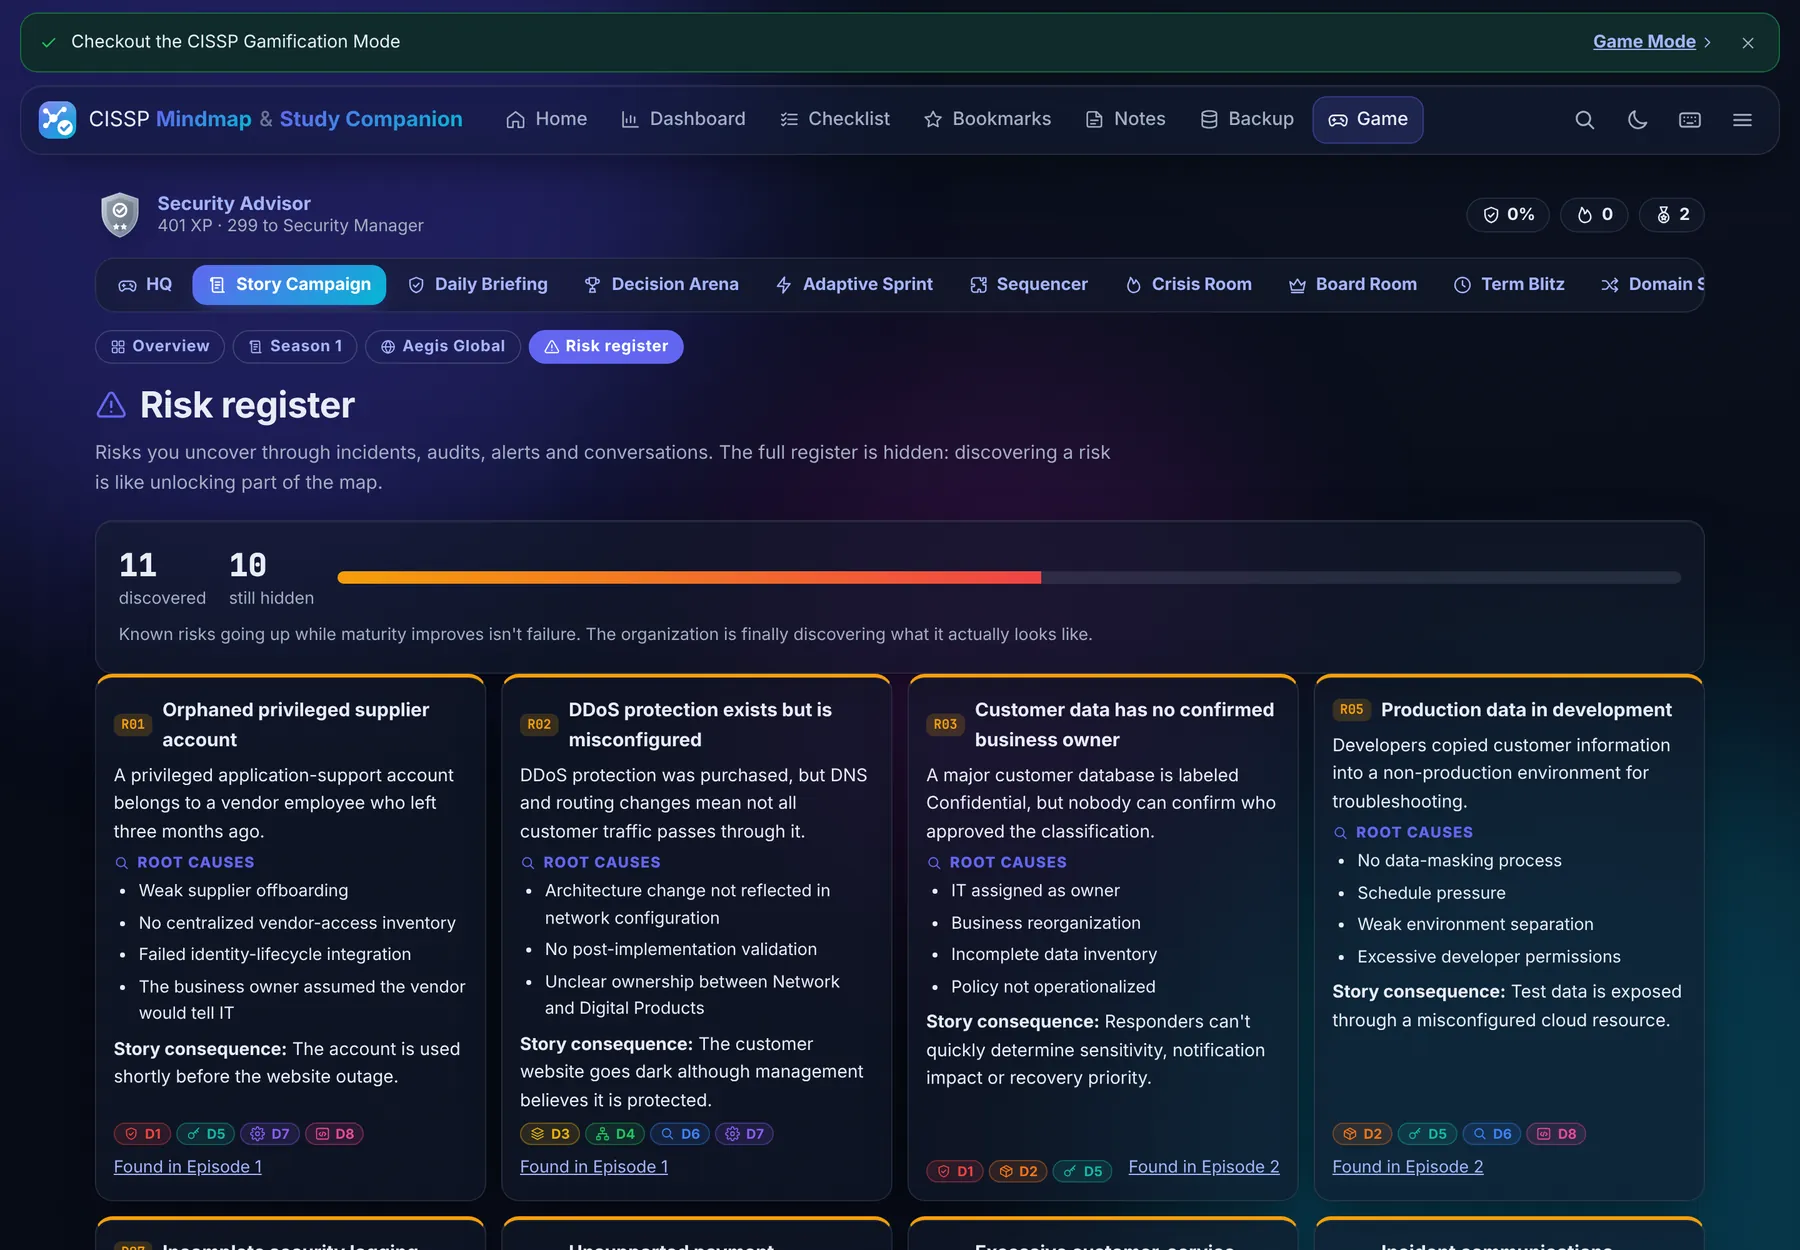 Checkout the CISSP Gamification Mode
Game Mode
CISSP Mindmap & Study Companion
Home
Dashboard
Checklist
Bookmarks
Notes
Backup
Game
Security Advisor
401 XP · 299 to Security Manager
0%
0
2
HQ
Story Campaign
Daily Briefing
Decision Arena
Adaptive Sprint
Sequencer
Crisis Room
Board Room
Term Blitz
Domain S
Overview
Season 1
Aegis Global
Risk register
Risk register
Risks you uncover through incidents, audits, alerts and conversations. The full register is hidden: discovering a risk
is like unlocking part of the map.
11
discovered
10
still hidden
Known risks going up while maturity improves isn't failure. The organization is finally discovering what it actually looks like.
R01
Orphaned privileged supplier
account
A privileged application-support account
belongs to a vendor employee who left
three months ago.
ROOT CAUSES
• Weak supplier offboarding
• No centralized vendor-access inventory
• Failed identity-lifecycle integration
• The business owner assumed the vendor
would tell IT
Story consequence: The account is used
shortly before the website outage.
D1
D5
D7
D8
Found in Episode 1
R02
DDoS protection exists but is
misconfigured
DDoS protection was purchased, but DNS
and routing changes mean not all
customer traffic passes through it.
ROOT CAUSES
• Architecture change not reflected in
network configuration
• No post-implementation validation
• Unclear ownership between Network
and Digital Products
Story consequence: The customer
website goes dark although management
believes it is protected.
D3
D4
D6
D7
Found in Episode 1
R03
Customer data has no confirmed
business owner
A major customer database is labeled
Confidential, but nobody can confirm who
approved the classification.
ROOT CAUSES
• IT assigned as owner
• Business reorganization
• Incomplete data inventory
• Policy not operationalized
Story consequence: Responders can't
quickly determine sensitivity, notification
impact or recovery priority.
D1
D2
D5
Found in Episode 2
R05
Production data in development
Developers copied customer information
into a non-production environment for
troubleshooting.
ROOT CAUSES
• No data-masking process
• Schedule pressure
• Weak environment separation
• Excessive developer permissions
Story consequence: Test data is exposed
through a misconfigured cloud resource.
D2
D5
D6
D8
Found in Episode 2
Incomplete security logging
Unsupported payment
Excessive customer-service
Incident communications